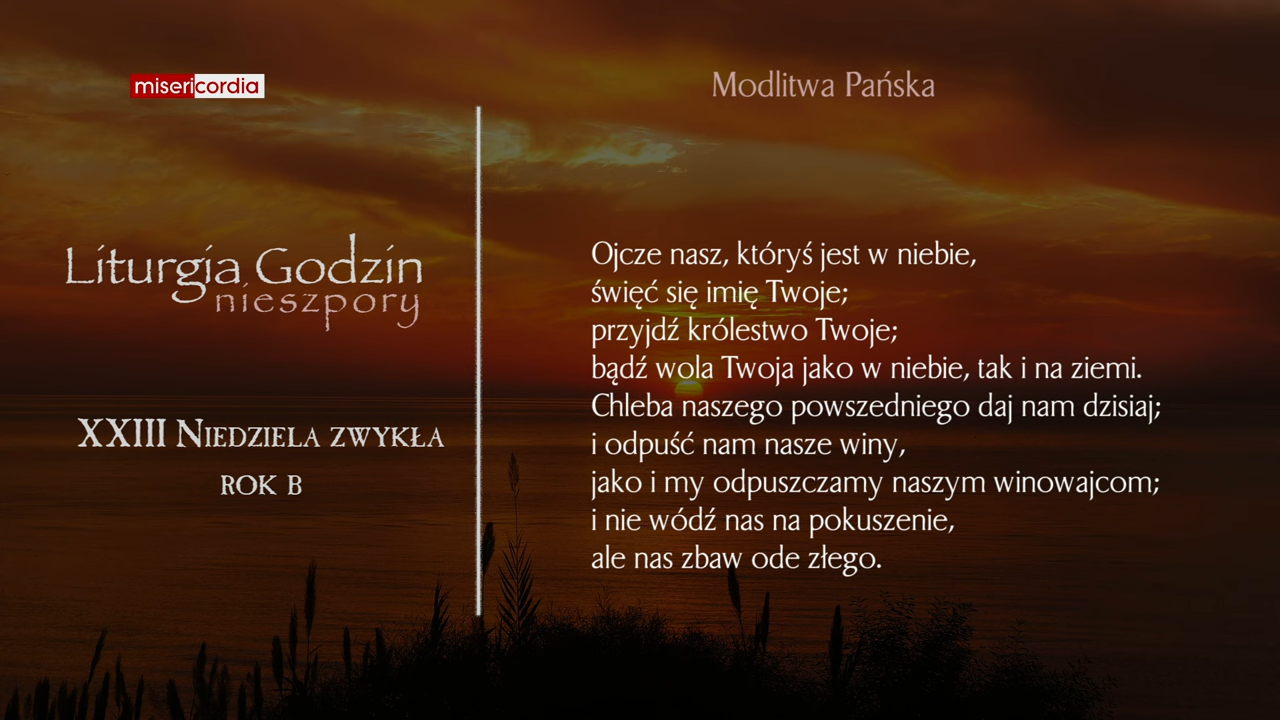 misericordia
Liturgia Godzin
nieszpory
XXIII Niedziela zwykła
rok B
Modlitwa Pańska
Ojcze nasz, któryś jest w niebie,
święć się imię Twoje;
przyjdź królestwo Twoje;
bądź wola Twoja jako w niebie, tak i na ziemi.
Chleba naszego powszedniego daj nam dzisiaj;
i odpuść nam nasze winy,
jako i my odpuszczamy naszym winowajcom;
i nie wódź nas na pokuszenie,
ale nas zbaw ode złego.